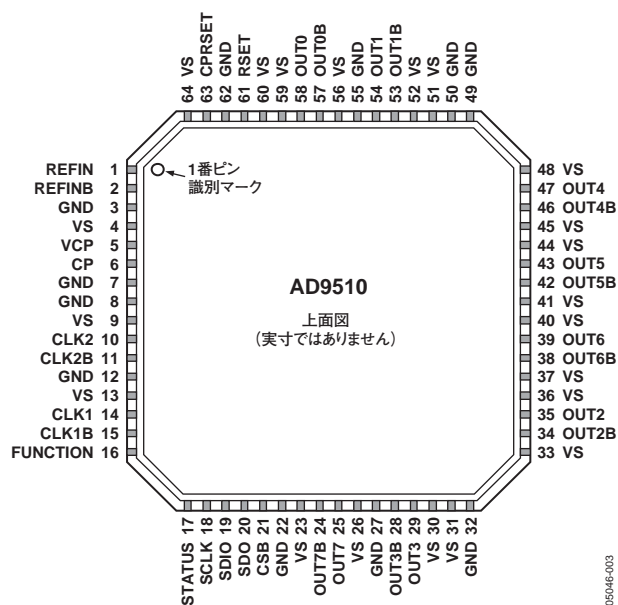 64 VS
63 CPRSET
62 GND
61 RSET
60 VS
59 VS
58 OUT0
57 OUT0B
56 VS
55 GND
54 OUT1
53 OUT1B
52 VS
51 VS
50 GND
49 GND
REFIN 1
REFINB 2
GND 3
VS 4
VCP 5
CP 6
GND 7
GND 8
VS 9
CLK2 10
CLK2B 11
GND 12
VS 13
CLK1 14
CLK1B 15
FUNCTION 16
1番ピン
識別マーク
AD9510
上面図
(実寸ではありません)
48 VS
47 OUT4
46 OUT4B
45 VS
44 VS
43 OUT5
42 OUT5B
41 VS
40 VS
39 OUT6
38 OUT6B
37 VS
36 VS
35 OUT2
34 OUT2B
33 VS
STATUS 17
SCLK 18
SDIO 19
SDO 20
CSB 21
GND 22
VS 23
OUT7B 24
OUT7 25
VS 26
GND 27
OUT3B 28
OUT3 29
VS 30
VS 31
GND 32
05046-003